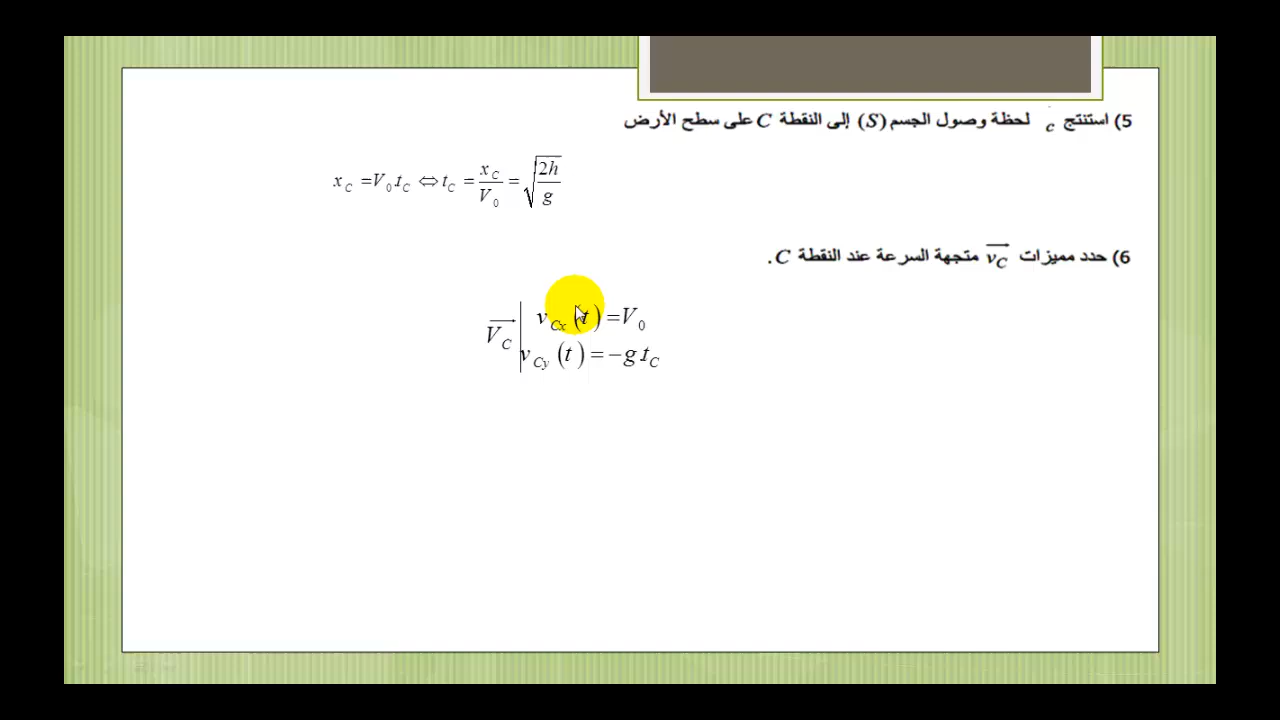 5) استنتج c لحظة وصول الجسم (S) إلى النقطة C على سطح الأرض
x_C = V_0.t_C ⇔ t_C = x_C/V_0 = √(2h/g)
6) حدد مميزات v_C⃗ متجهة السرعة عند النقطة C.
V_C⃗ | v_Cx (t) = V_0
v_Cy (t) = −g.t_C